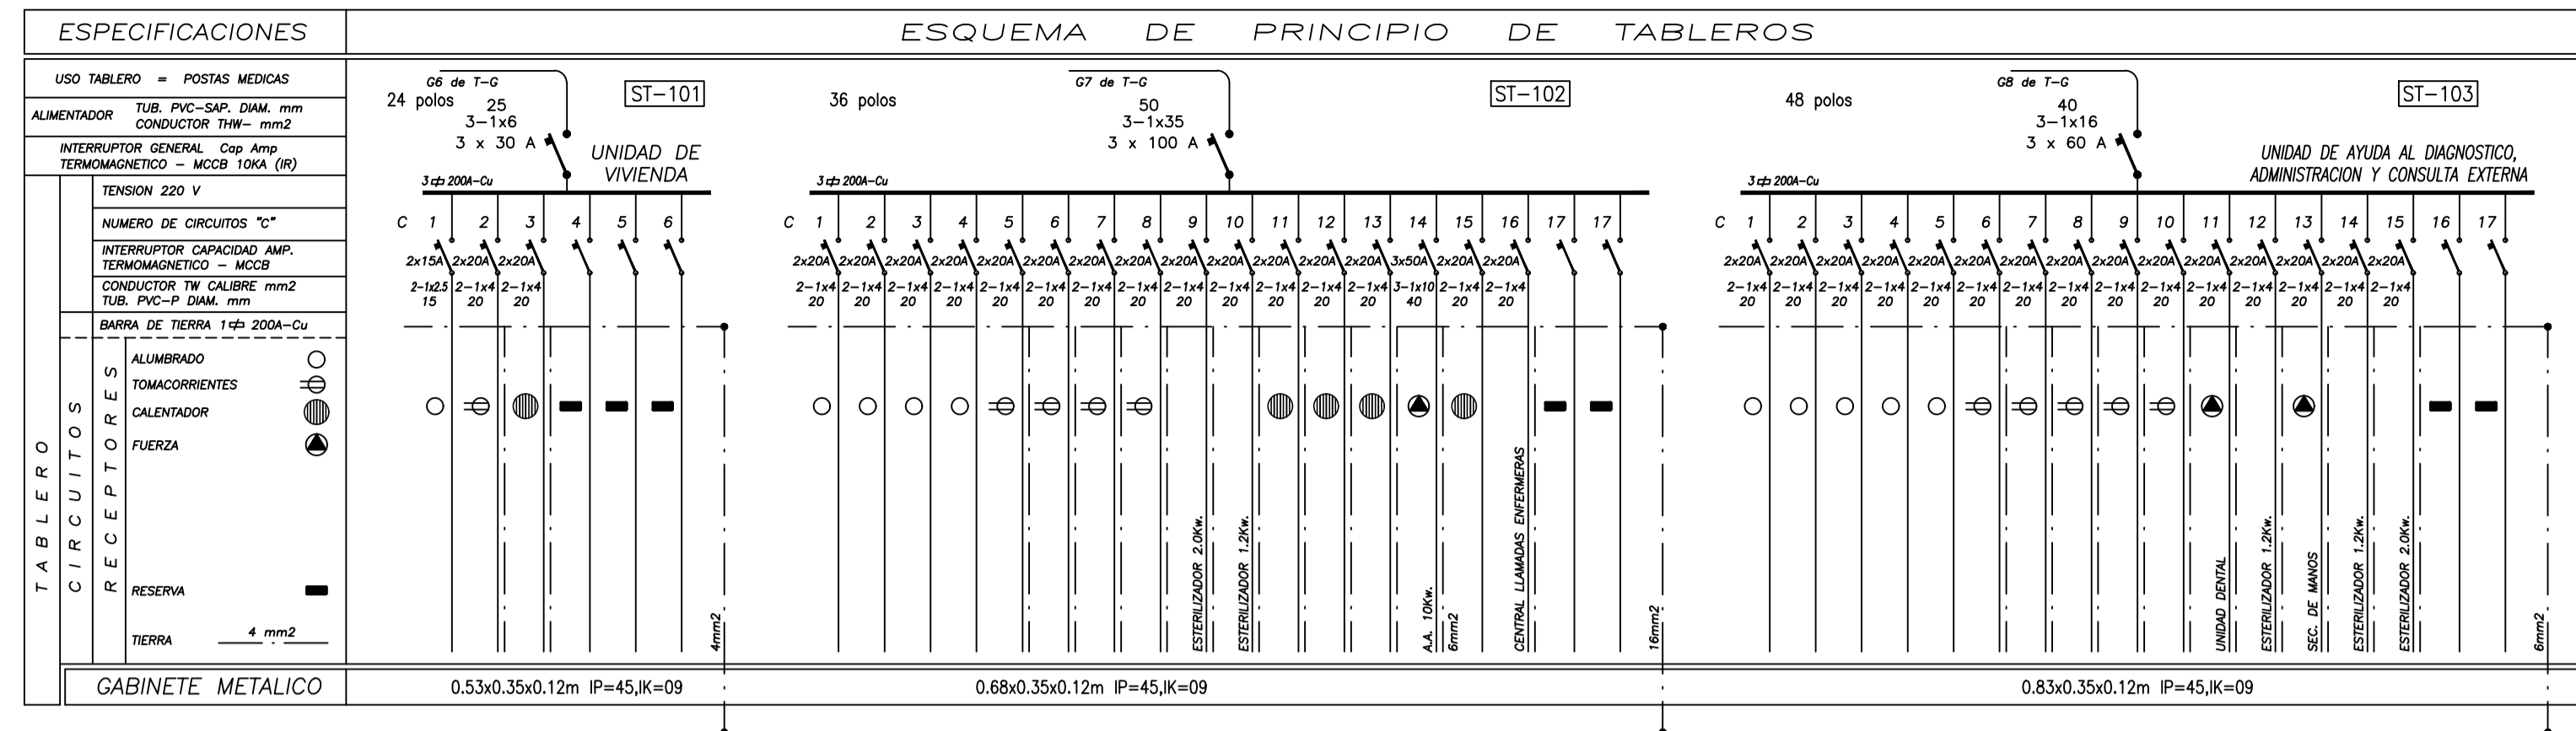 ESPECIFICACIONES
ESQUEMA DE PRINCIPIO DE TABLEROS
USO TABLERO = POSTAS MEDICAS
ALIMENTADOR
TUB. PVC-SAP. DIAM. mm
CONDUCTOR THW- mm2
INTERRUPTOR GENERAL Cap Amp
TERMOMAGNETICO - MCCB 10KA (IR)
TENSION 220 V
NUMERO DE CIRCUITOS "C"
INTERRUPTOR CAPACIDAD AMP.
TERMOMAGNETICO - MCCB
CONDUCTOR TW CALIBRE mm2
TUB. PVC-P DIAM. mm
BARRA DE TIERRA 1 200A-Cu
TABLERO
CIRCUITOS
RECEPTORES
ALUMBRADO
TOMACORRIENTES
CALENTADOR
FUERZA
RESERVA
TIERRA
4 mm2
GABINETE METALICO
G6 de T-G
24 polos
25
3-1x6
3 x 30 A
ST-101
UNIDAD DE
VIVIENDA
3 200A-Cu
C 1 2 3 4 5 6
2x15A 2x20A 2x20A
2-1x2.5 2-1x4 2-1x4
15 20 20
4mm2
0.53x0.35x0.12m IP=45,IK=09
G7 de T-G
36 polos
50
3-1x35
3 x 100 A
ST-102
3 200A-Cu
C 1 2 3 4 5 6 7 8 9 10 11 12 13 14 15 16 17 17
2x20A 2x20A 2x20A 2x20A 2x20A 2x20A 2x20A 2x20A 2x20A 2x20A 2x20A 2x20A 2x20A 3x50A 2x20A 2x20A
2-1x4 2-1x4 2-1x4 2-1x4 2-1x4 2-1x4 2-1x4 2-1x4 2-1x4 2-1x4 2-1x4 2-1x4 2-1x4 3-1x10 2-1x4 2-1x4
20 20 20 20 20 20 20 20 20 20 20 20 20 40 20 20
ESTERILIZADOR 2.0Kw.
ESTERILIZADOR 1.2Kw.
A.A. 10Kw.
6mm2
CENTRAL LLAMADAS ENFERMERAS
16mm2
0.68x0.35x0.12m IP=45,IK=09
G8 de T-G
48 polos
40
3-1x16
3 x 60 A
ST-103
UNIDAD DE AYUDA AL DIAGNOSTICO,
ADMINISTRACION Y CONSULTA EXTERNA
3 200A-Cu
C 1 2 3 4 5 6 7 8 9 10 11 12 13 14 15 16 17
2x20A 2x20A 2x20A 2x20A 2x20A 2x20A 2x20A 2x20A 2x20A 2x20A 2x20A 2x20A 2x20A 2x20A 2x20A
2-1x4 2-1x4 2-1x4 2-1x4 2-1x4 2-1x4 2-1x4 2-1x4 2-1x4 2-1x4 2-1x4 2-1x4 2-1x4 2-1x4 2-1x4
20 20 20 20 20 20 20 20 20 20 20 20 20 20 20
UNIDAD DENTAL
ESTERILIZADOR 1.2Kw.
SEC. DE MANOS
ESTERILIZADOR 1.2Kw.
ESTERILIZADOR 2.0Kw.
6mm2
0.83x0.35x0.12m IP=45,IK=09